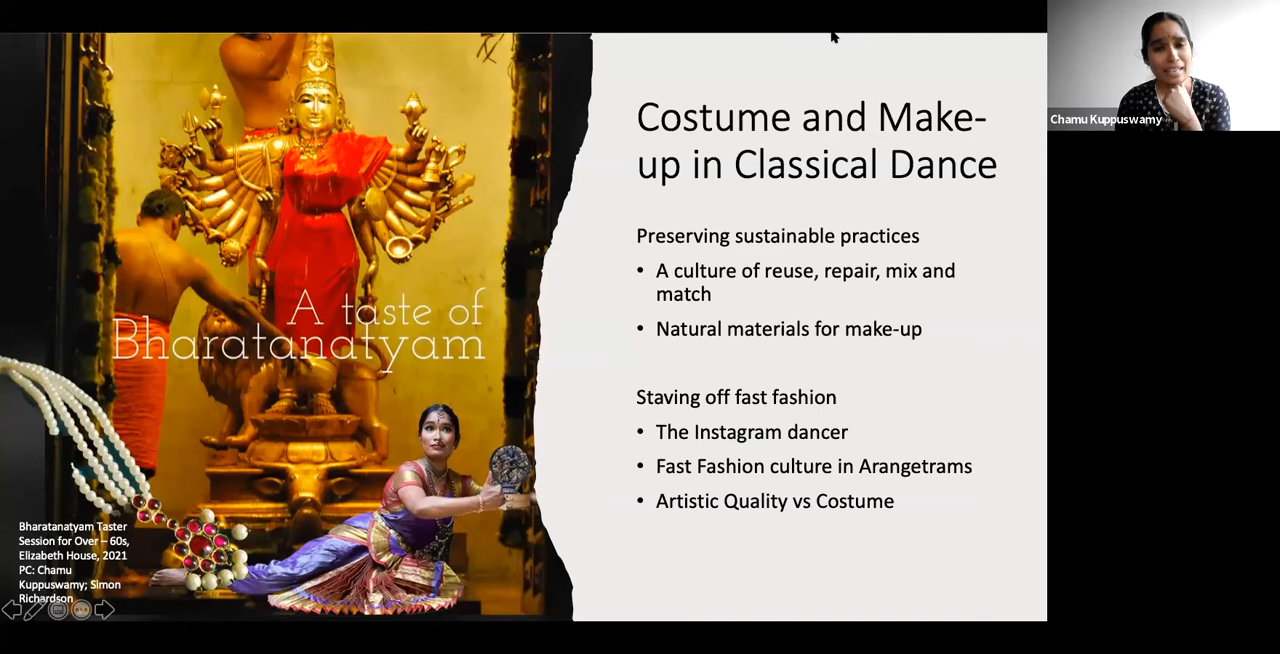 Costume and Make-
up in Classical Dance
Preserving sustainable practices
• A culture of reuse, repair, mix and
match
• Natural materials for make-up
Staving off fast fashion
• The Instagram dancer
• Fast Fashion culture in Arangetrams
• Artistic Quality vs Costume
A taste of
Bharatanatyam
Bharatanatyam Taster
Session for Over – 60s,
Elizabeth House, 2021
PC: Chamu
Kuppuswamy; Simon
Richardson
Chamu Kuppuswamy